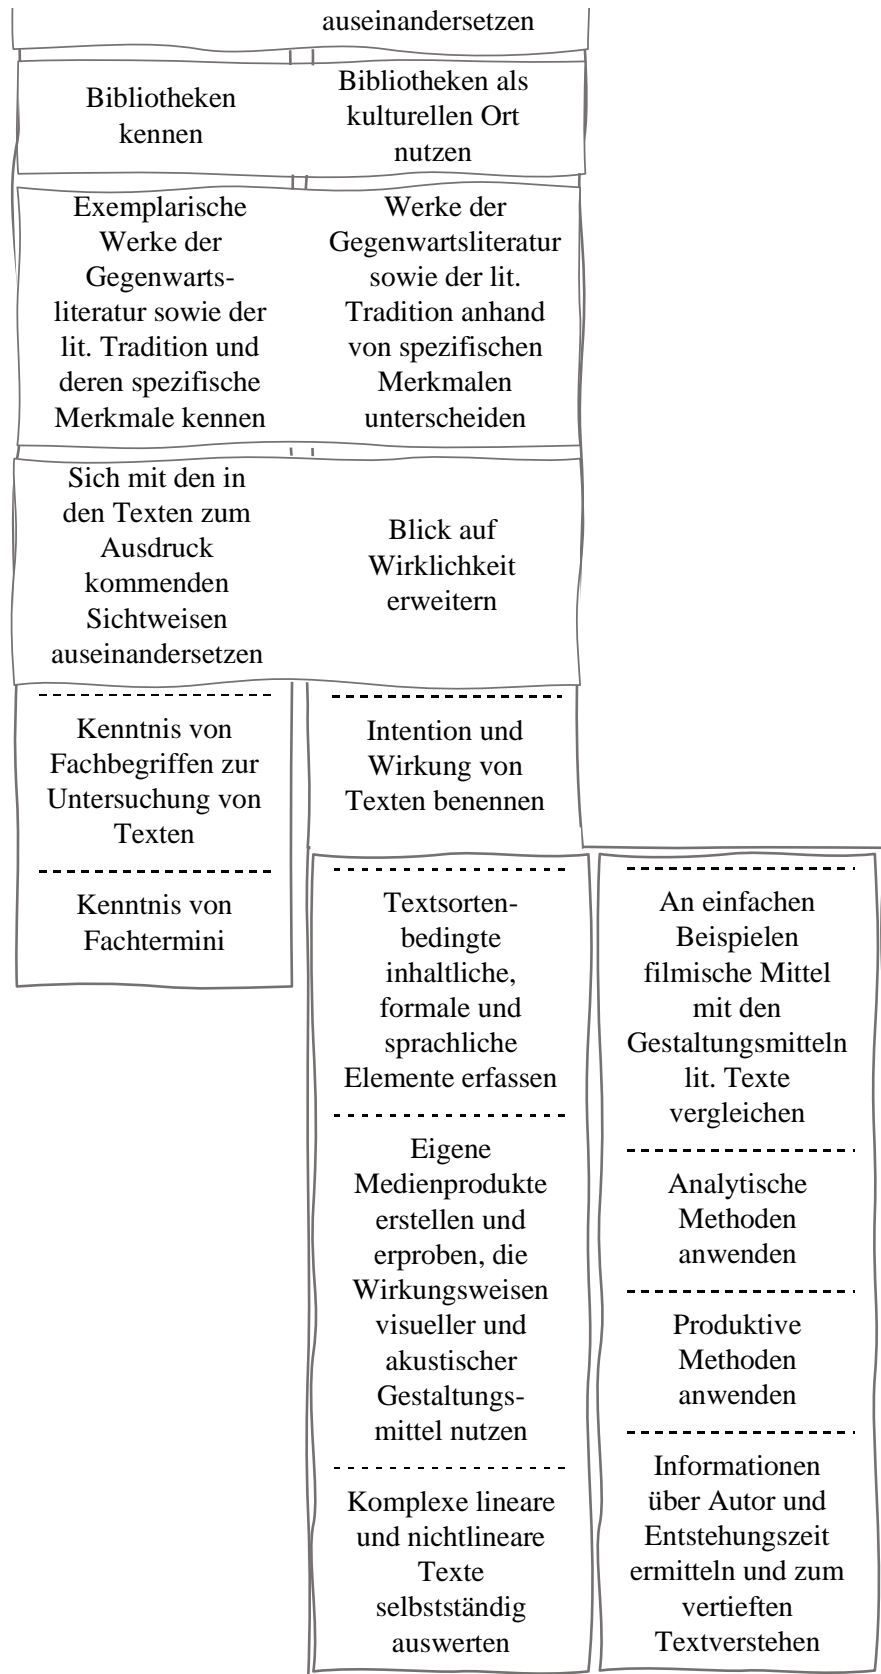 auseinandersetzen
Bibliotheken
kennen
Bibliotheken als
kulturellen Ort
nutzen
Exemplarische
Werke der
Gegenwarts-
literatur sowie der
lit. Tradition und
deren spezifische
Merkmale kennen
Werke der
Gegenwartsliteratur
sowie der lit.
Tradition anhand
von spezifischen
Merkmalen
unterscheiden
Sich mit den in
den Texten zum
Ausdruck
kommenden
Sichtweisen
auseinandersetzen
Blick auf
Wirklichkeit
erweitern
Kenntnis von
Fachbegriffen zur
Untersuchung von
Texten
Kenntnis von
Fachtermini
Intention und
Wirkung von
Texten benennen
Textsorten-
bedingte
inhaltliche,
formale und
sprachliche
Elemente erfassen
Eigene
Medienprodukte
erstellen und
erproben, die
Wirkungsweisen
visueller und
akustischer
Gestaltungs-
mittel nutzen
Komplexe lineare
und nichtlineare
Texte
selbstständig
auswerten
An einfachen
Beispielen
filmische Mittel
mit den
Gestaltungsmitteln
lit. Texte
vergleichen
Analytische
Methoden
anwenden
Produktive
Methoden
anwenden
Informationen
über Autor und
Entstehungszeit
ermitteln und zum
vertieften
Textverstehen